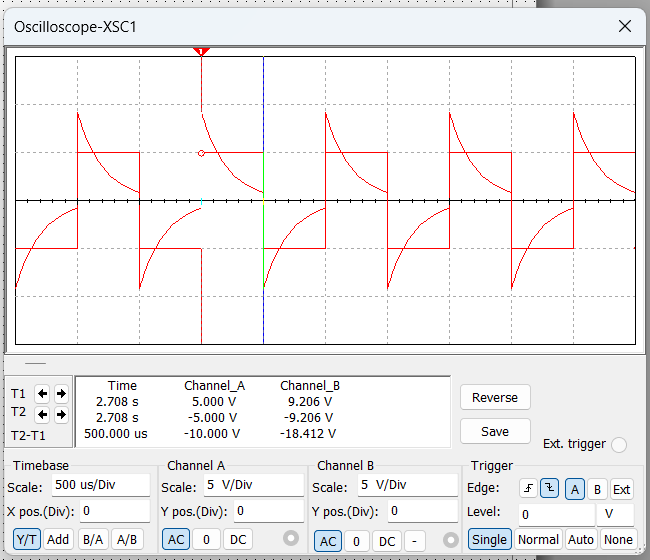 Oscilloscope-XSC1
1
Time Channel_A Channel_B
T1 2.708 s 5.000 V 9.206 V
T2 2.708 s -5.000 V -9.206 V
T2-T1 500.000 us -10.000 V -18.412 V
Reverse
Save
Ext. trigger
Timebase
Scale: 500 us/Div
X pos.(Div): 0
Y/T Add B/A A/B
Channel A
Scale: 5 V/Div
Y pos.(Div): 0
AC 0 DC
Channel B
Scale: 5 V/Div
Y pos.(Div): 0
AC 0 DC -
Trigger
Edge: A B Ext
Level: 0 V
Single Normal Auto None